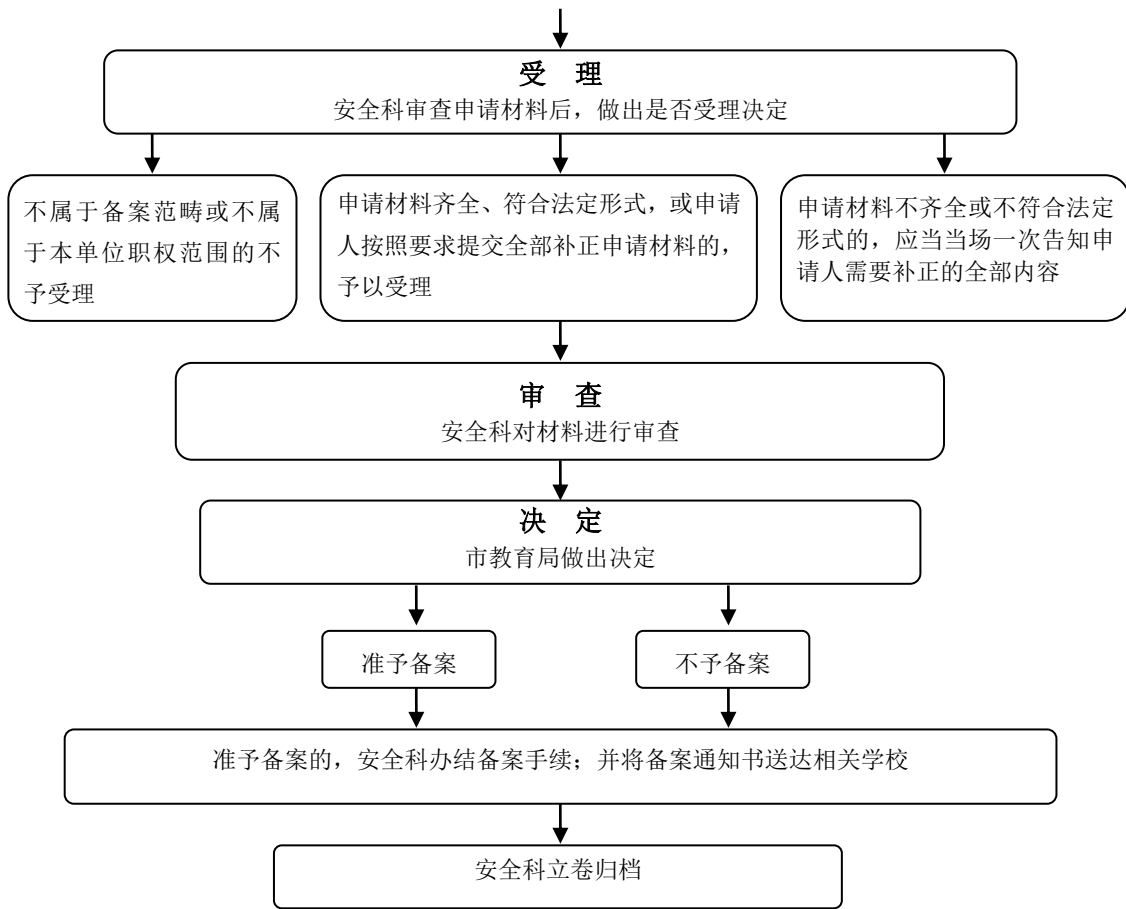 受 理
安全科审查申请材料后，做出是否受理决定
不属于备案范畴或不属
于本单位职权范围的不
予受理
申请材料齐全、符合法定形式，或申请
人按照要求提交全部补正申请材料的，
予以受理
申请材料不齐全或不符合法定
形式的，应当当场一次告知申
请人需要补正的全部内容
审 查
安全科对材料进行审查
决 定
市教育局做出决定
准予备案
不予备案
准予备案的，安全科办结备案手续；并将备案通知书送达相关学校
安全科立卷归档